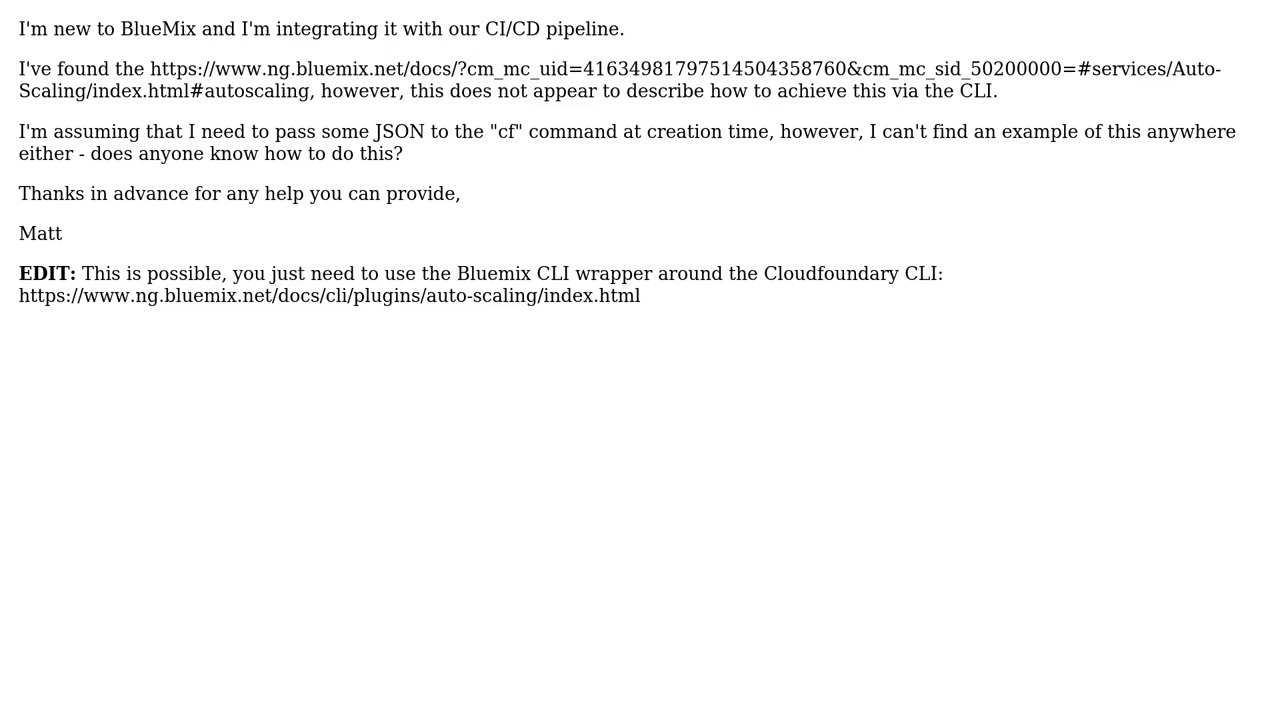 I'm new to BlueMix and I'm integrating it with our CI/CD pipeline.
I've found the https://www.ng.bluemix.net/docs/?cm_mc_uid=41634981797514504358760&cm_mc_sid_50200000=#services/Auto-
Scaling/index.html#autoscaling, however, this does not appear to describe how to achieve this via the CLI.
I'm assuming that I need to pass some JSON to the "cf" command at creation time, however, I can't find an example of this anywhere
either - does anyone know how to do this?
Thanks in advance for any help you can provide,
Matt
EDIT: This is possible, you just need to use the Bluemix CLI wrapper around the Cloudfoundary CLI:
https://www.ng.bluemix.net/docs/cli/plugins/auto-scaling/index.html